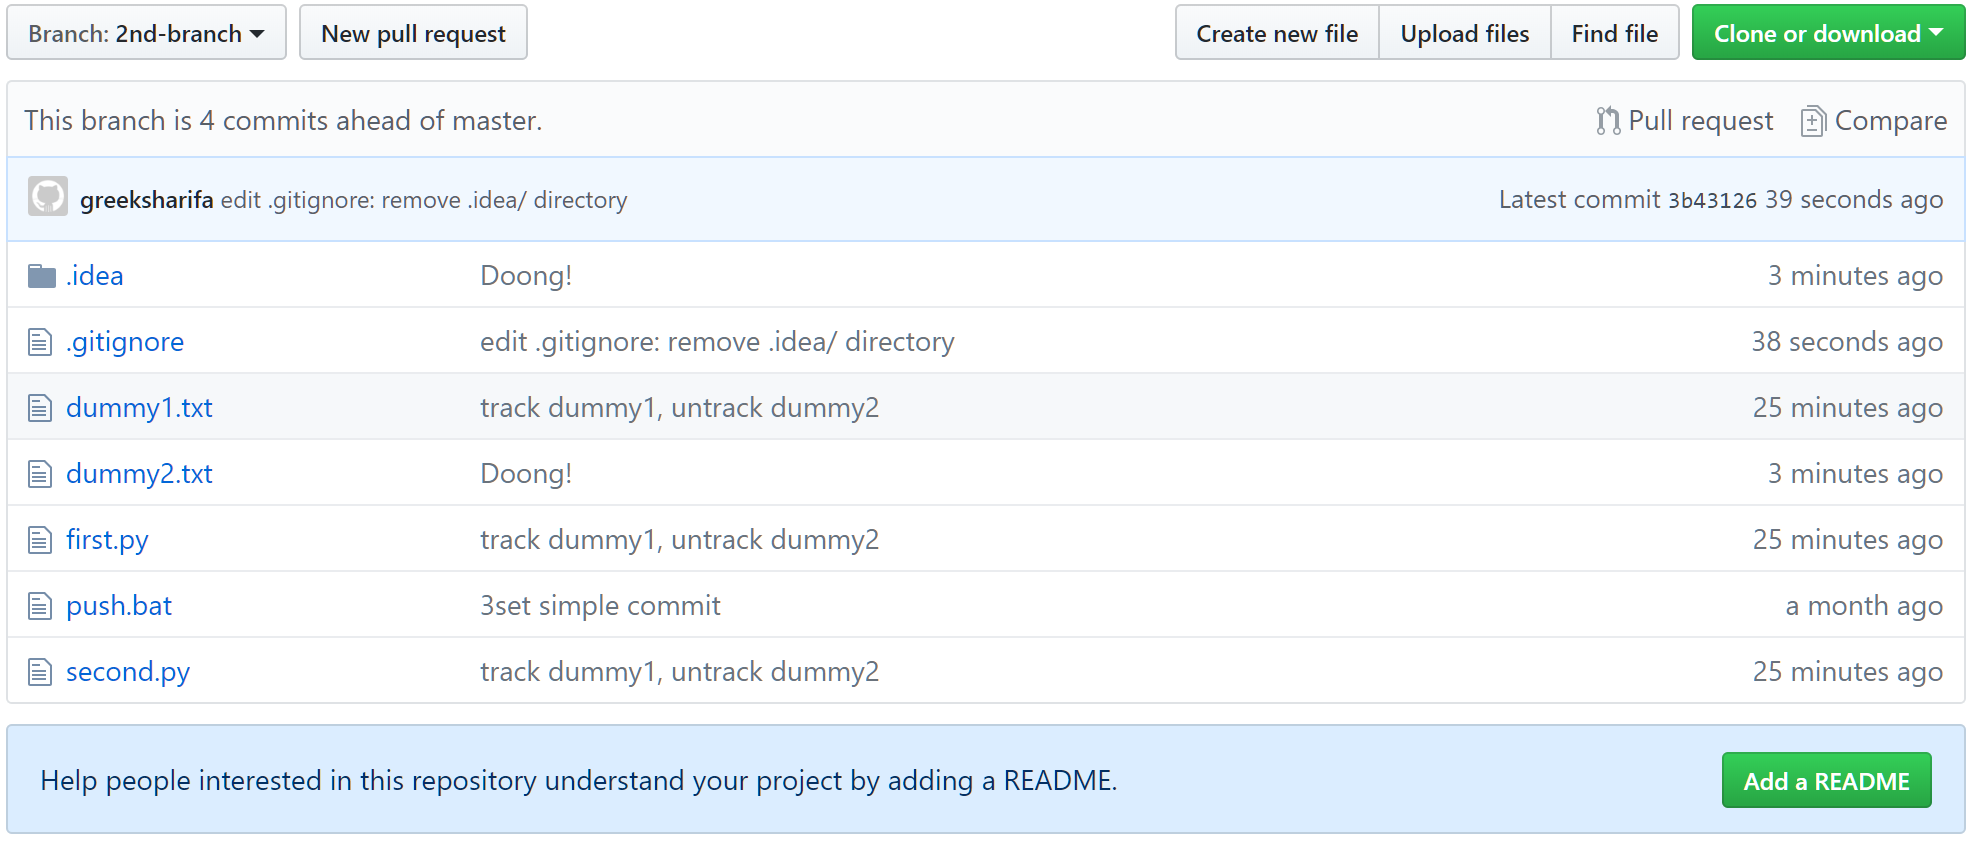 Branch: 2nd-branch New pull request Create new file Upload files Find file Clone or download
This branch is 4 commits ahead of master. Pull request Compare
greeksharifa edit .gitignore: remove .idea/ directory Latest commit 3b43126 39 seconds ago
.idea Doong! 3 minutes ago
.gitignore edit .gitignore: remove .idea/ directory 38 seconds ago
dummy1.txt track dummy1, untrack dummy2 25 minutes ago
dummy2.txt Doong! 3 minutes ago
first.py track dummy1, untrack dummy2 25 minutes ago
push.bat 3set simple commit a month ago
second.py track dummy1, untrack dummy2 25 minutes ago
Help people interested in this repository understand your project by adding a README. Add a README